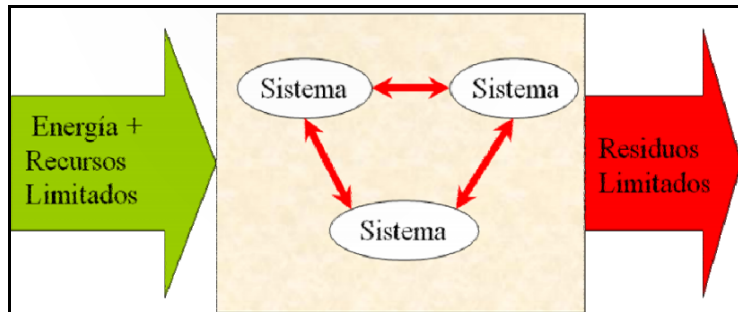 Sistema
Sistema
Energía +
Recursos
Limitados
Residuos
Limitados
Sistema